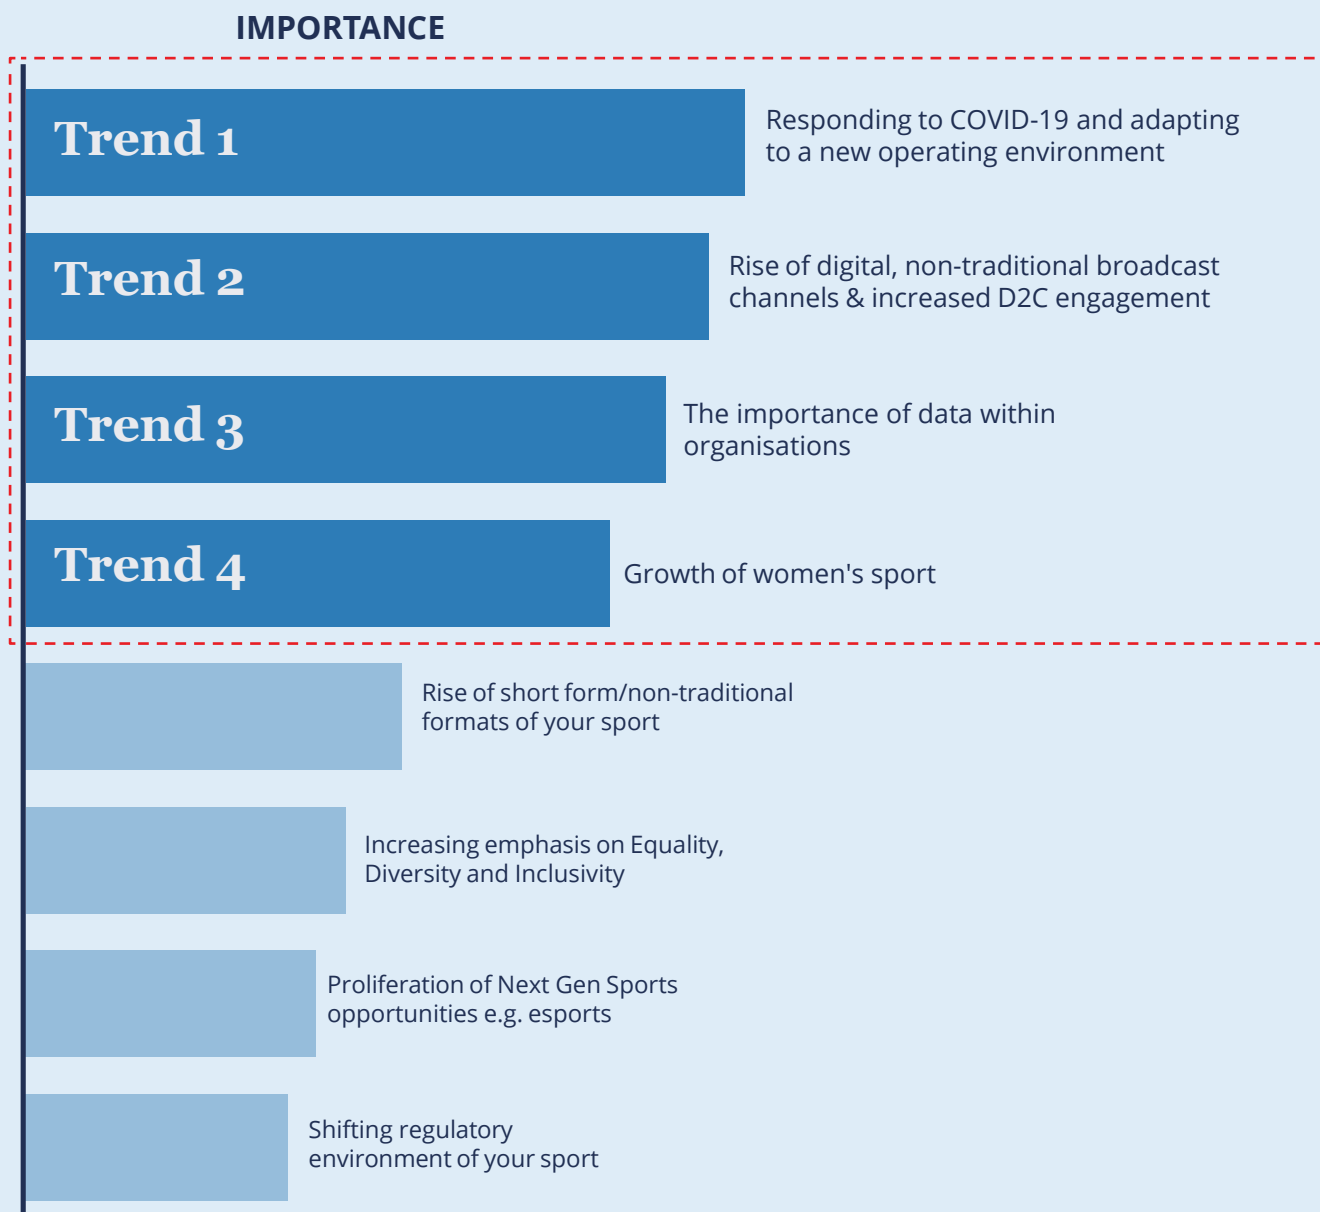 IMPORTANCE
Trend 1
Responding to COVID-19 and adapting
to a new operating environment
Trend 2
Rise of digital, non-traditional broadcast
channels & increased D2C engagement
Trend 3
The importance of data within
organisations
Trend 4
Growth of women's sport
Rise of short form/non-traditional
formats of your sport
Increasing emphasis on Equality,
Diversity and Inclusivity
Proliferation of Next Gen Sports
opportunities e.g. esports
Shifting regulatory
environment of your sport